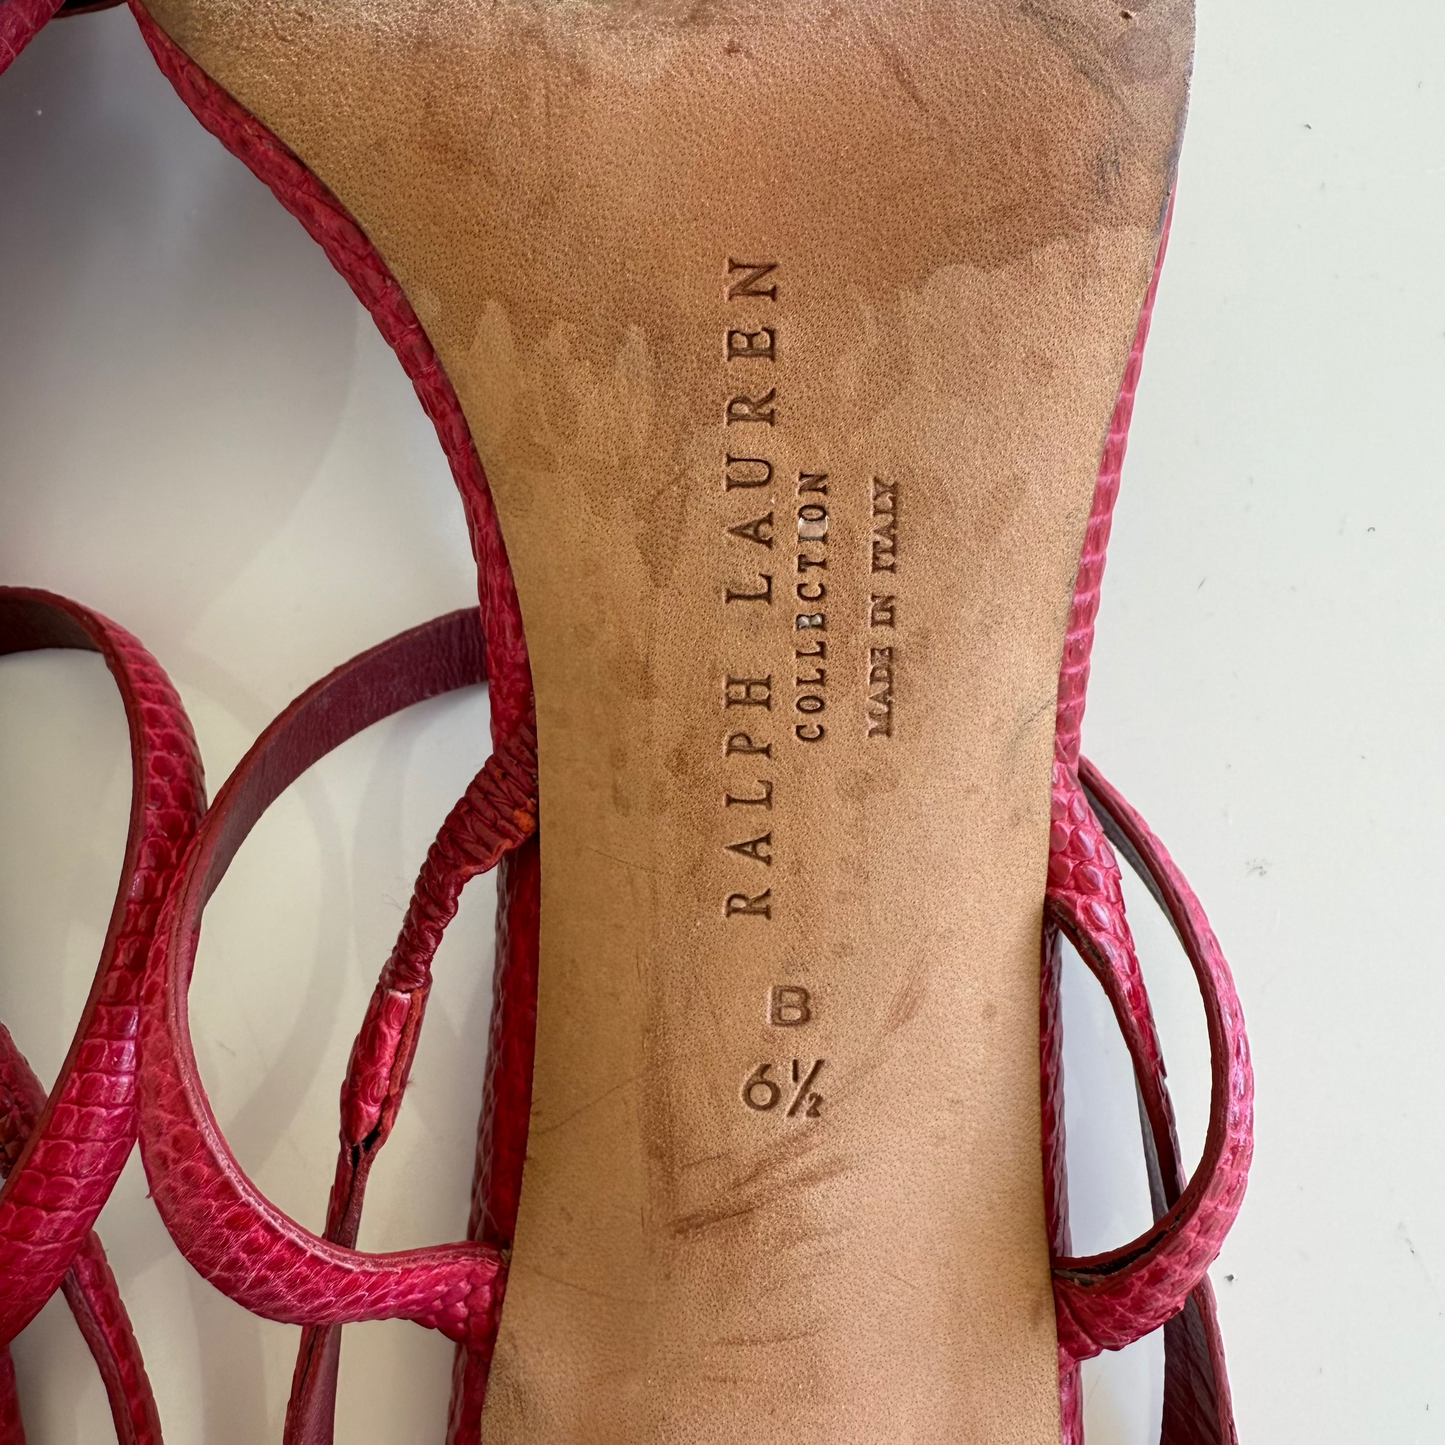 RALPH LAUREN
COLLECTION
MADE IN ITALY
B
6½